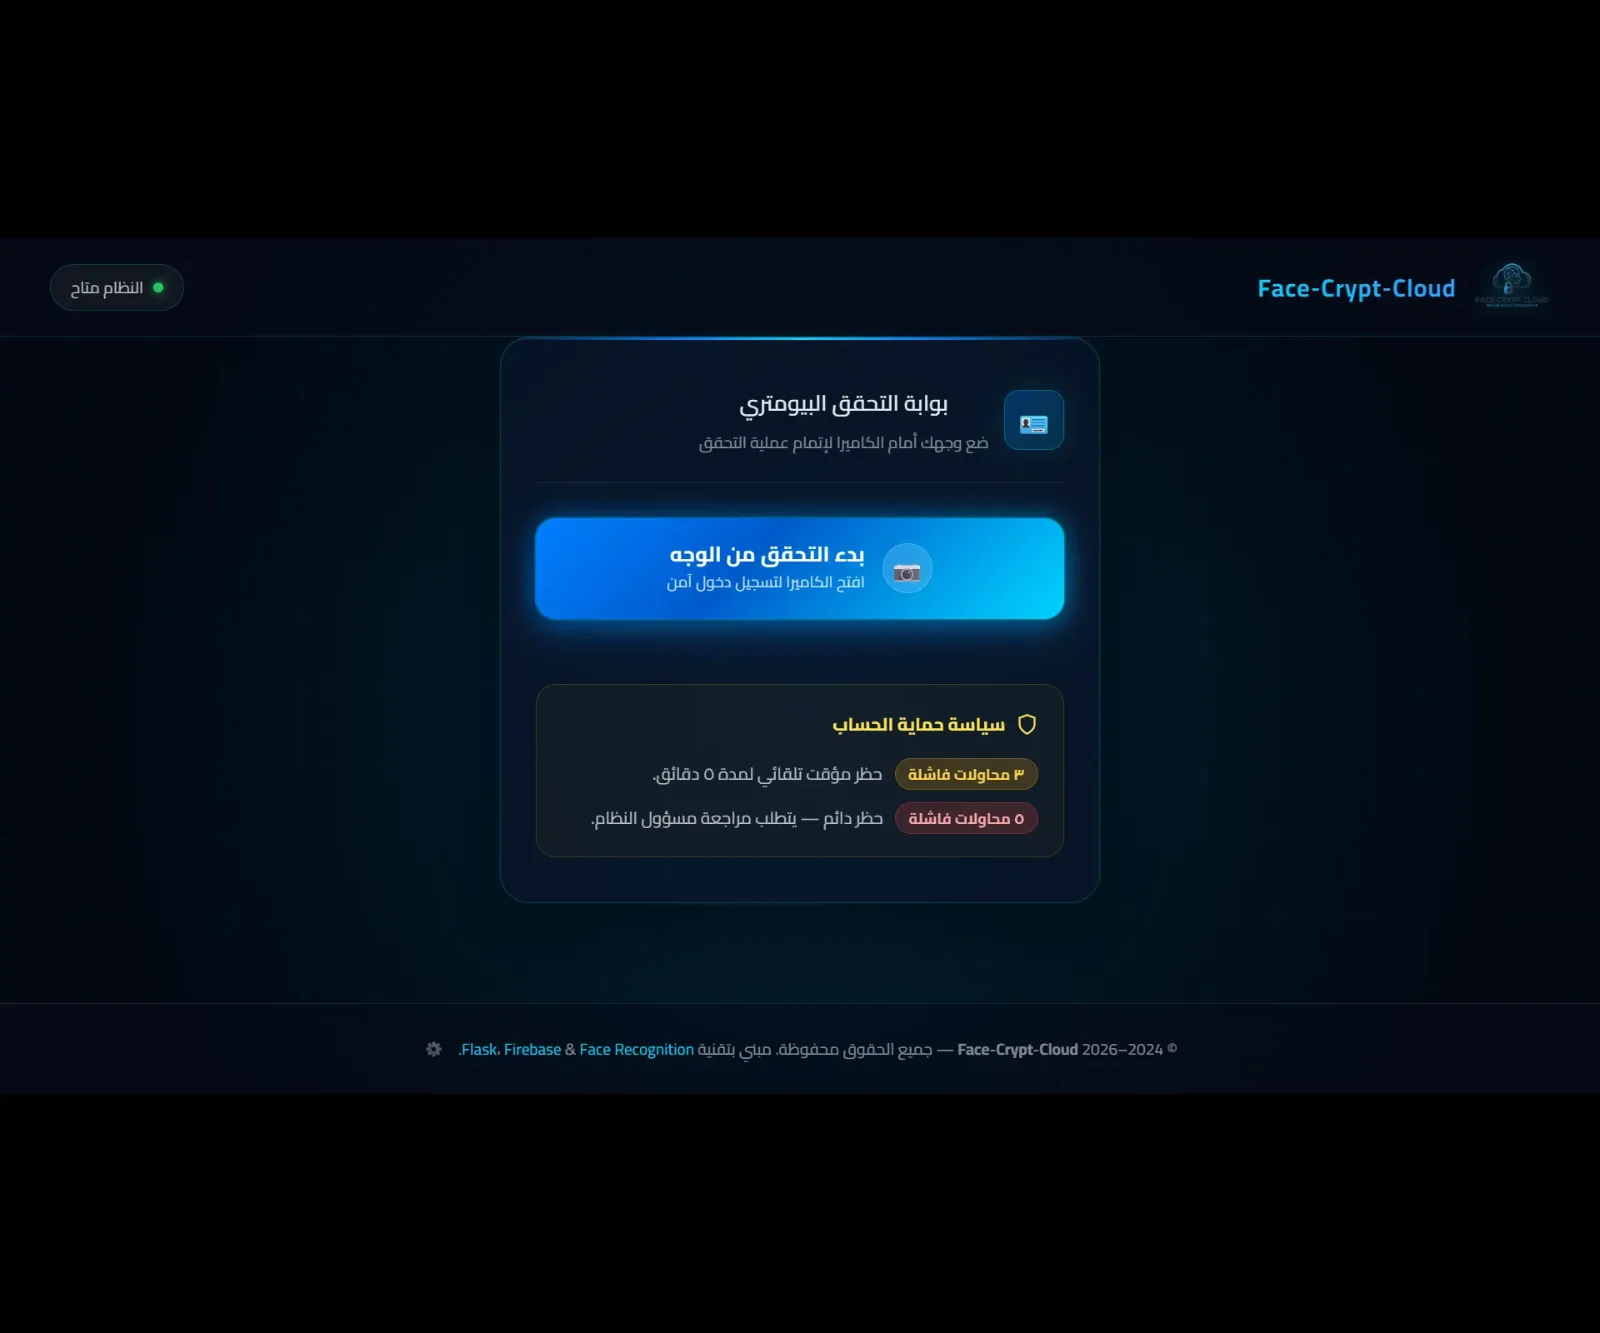 Face-Crypt-Cloud
FACE-CRYPT-CLOUD
النظام متاح
بوابة التحقق البيومتري
ضع وجهك أمام الكاميرا لإتمام عملية التحقق
بدء التحقق من الوجه
افتح الكاميرا لتسجيل دخول آمن
سياسة حماية الحساب
٣ محاولات فاشلة حظر مؤقت تلقائي لمدة ٥ دقائق.
٥ محاولات فاشلة حظر دائم — يتطلب مراجعة مسؤول النظام.
© 2024–2026 Face-Crypt-Cloud — جميع الحقوق محفوظة. مبني بتقنية Face Recognition & Firebase، Flask.